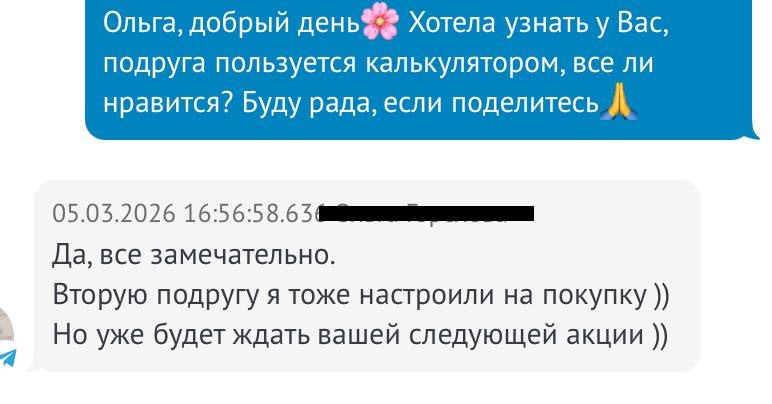 Ольга, добрый день🌸 Хотела узнать у Вас,
подруга пользуется калькулятором, все ли
нравится? Буду рада, если поделитесь🙏
05.03.2026 16:56:58.636
Да, все замечательно.
Вторую подругу я тоже настроили на покупку ))
Но уже будет ждать вашей следующей акции ))